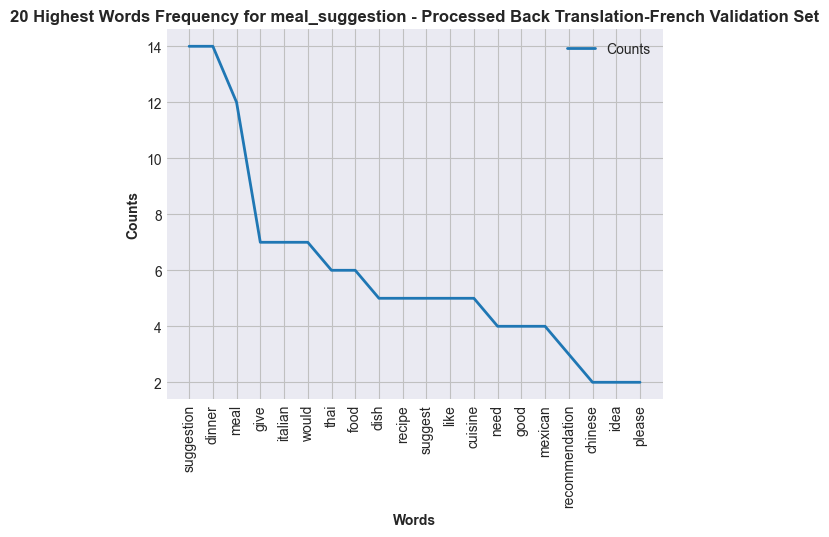 20 Highest Words Frequency for meal_suggestion - Processed Back Translation-French Validation Set
Counts
14
12
10
8
6
4
2
Counts
suggestion
dinner
meal
give
italian
would
thai
food
dish
recipe
suggest
like
cuisine
need
good
mexican
recommendation
chinese
idea
please
Words